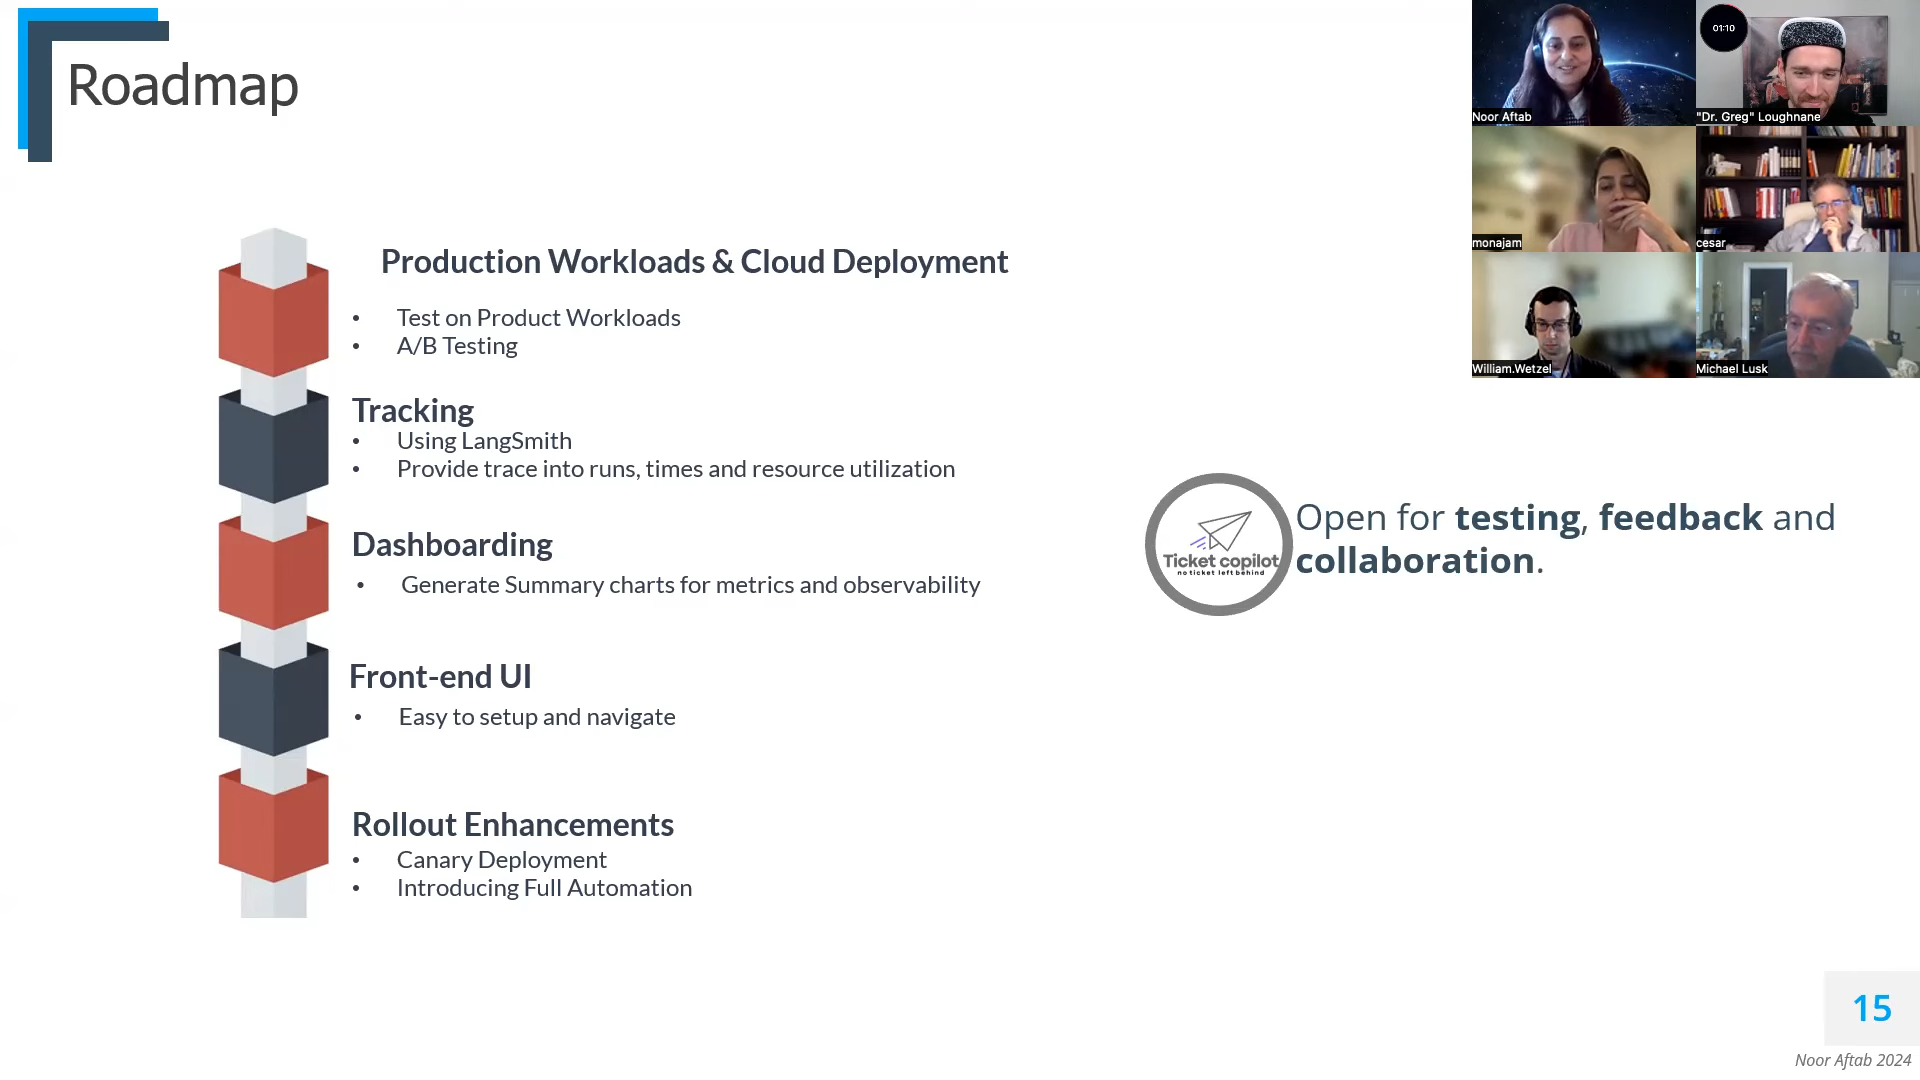 Roadmap
Production Workloads & Cloud Deployment
• Test on Product Workloads
• A/B Testing
Tracking
• Using LangSmith
• Provide trace into runs, times and resource utilization
Dashboarding
• Generate Summary charts for metrics and observability
Front-end UI
• Easy to setup and navigate
Rollout Enhancements
• Canary Deployment
• Introducing Full Automation
Ticket copilot
no ticket left behind
Open for testing, feedback and
collaboration.
Noor Aftab
01:10
"Dr. Greg" Loughnane
monajam
cesar
William.Wetzel
Michael Lusk
15
Noor Aftab 2024